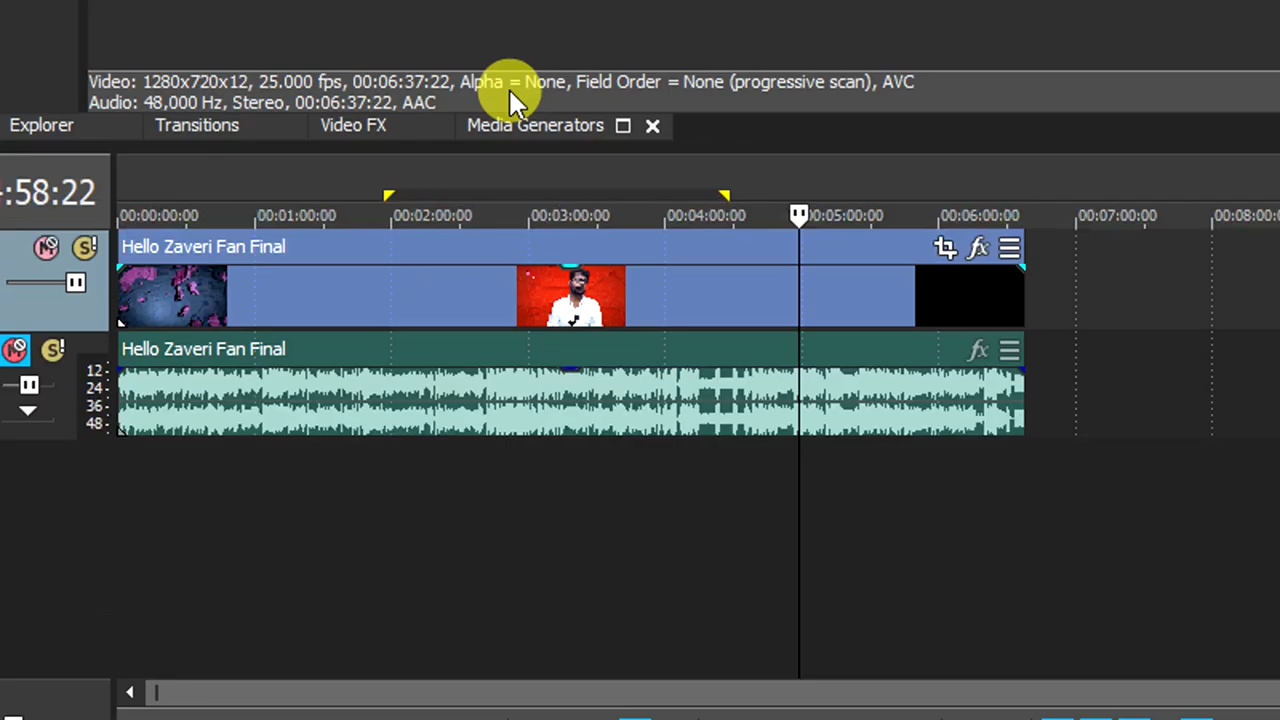 Video: 1280x720x12, 25.000 fps, 00:06:37:22, Alpha = None, Field Order = None (progressive scan), AVC
Audio: 48,000 Hz, Stereo, 00:06:37:22, AAC
Explorer Transitions Video FX Media Generators
:58:22
00:00:00:00 00:01:00:00 00:02:00:00 00:03:00:00 00:04:00:00 00:05:00:00 00:06:00:00 00:07:00:00 00:08:00:0
M S! Hello Zaveri Fan Final fx
M S! Hello Zaveri Fan Final fx
12
24
36
48